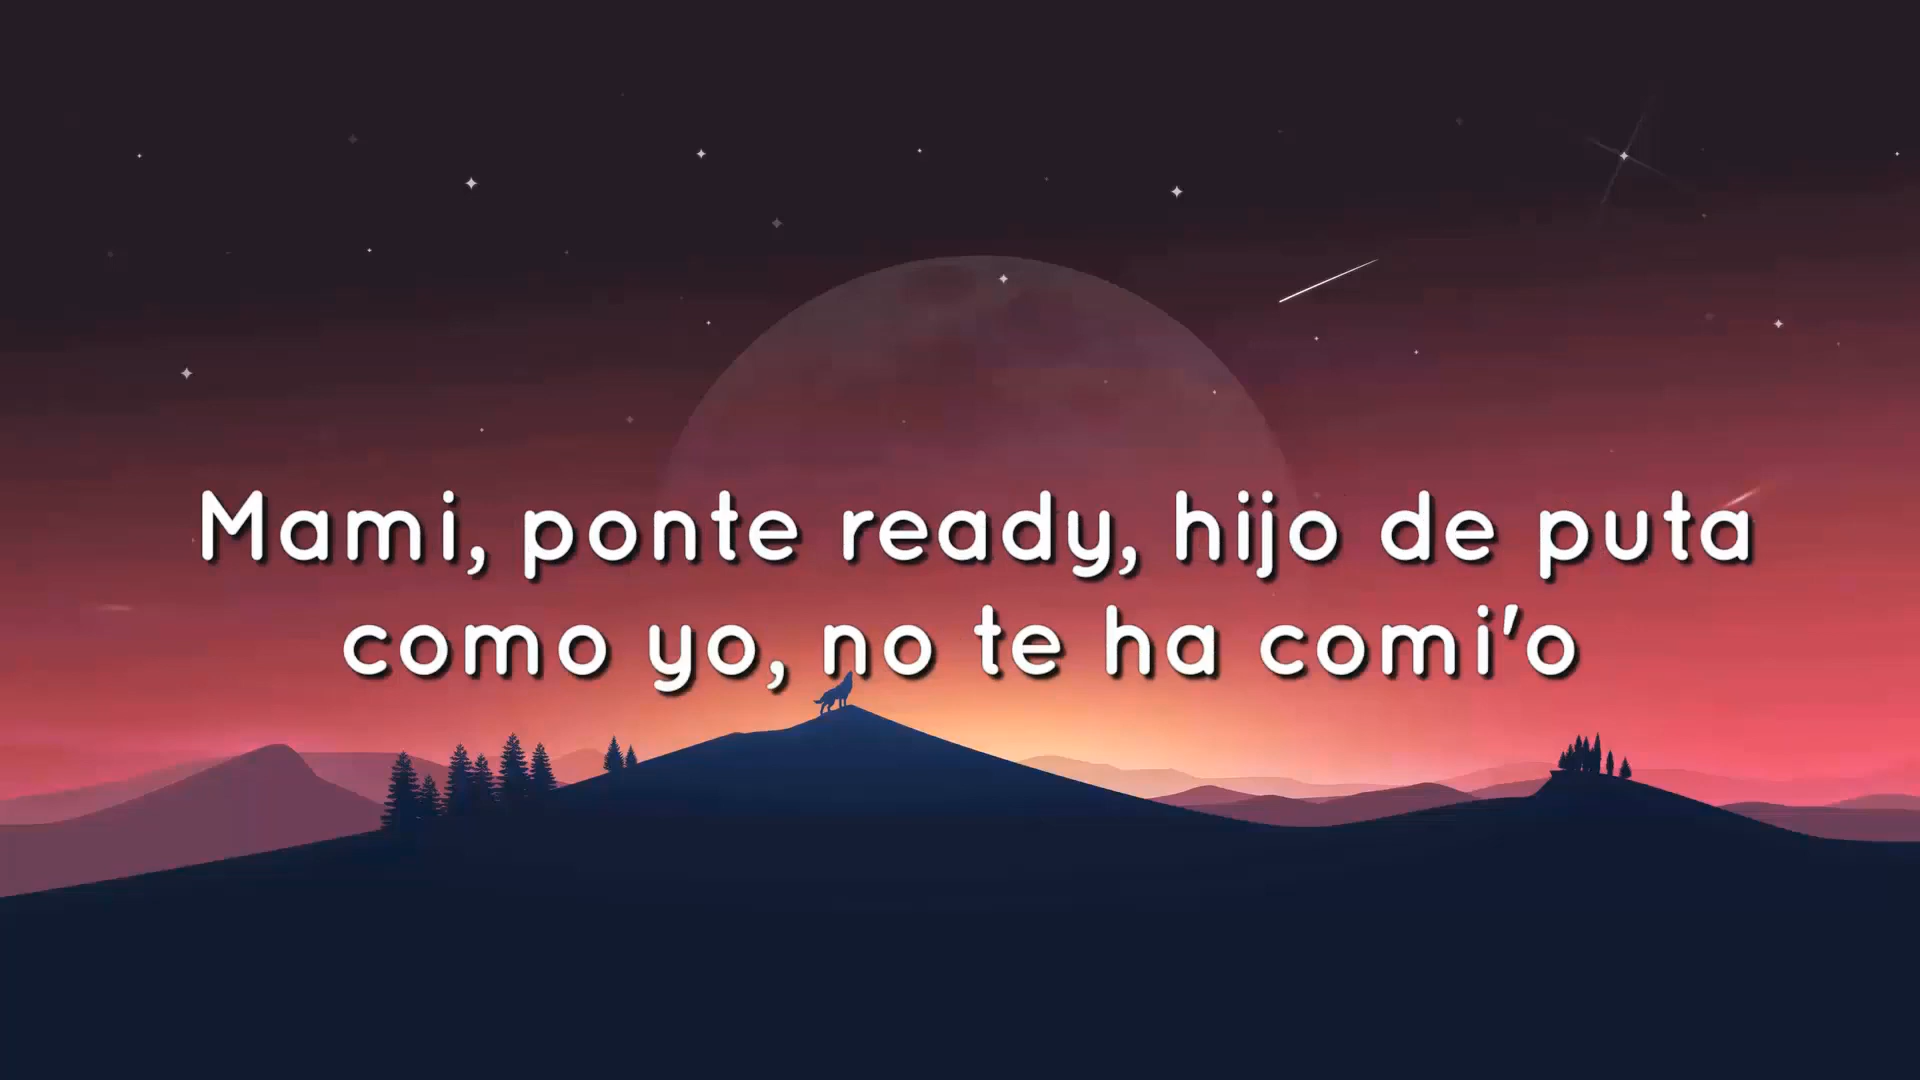 Mami, ponte ready, hijo de puta
como yo, no te ha comi'o